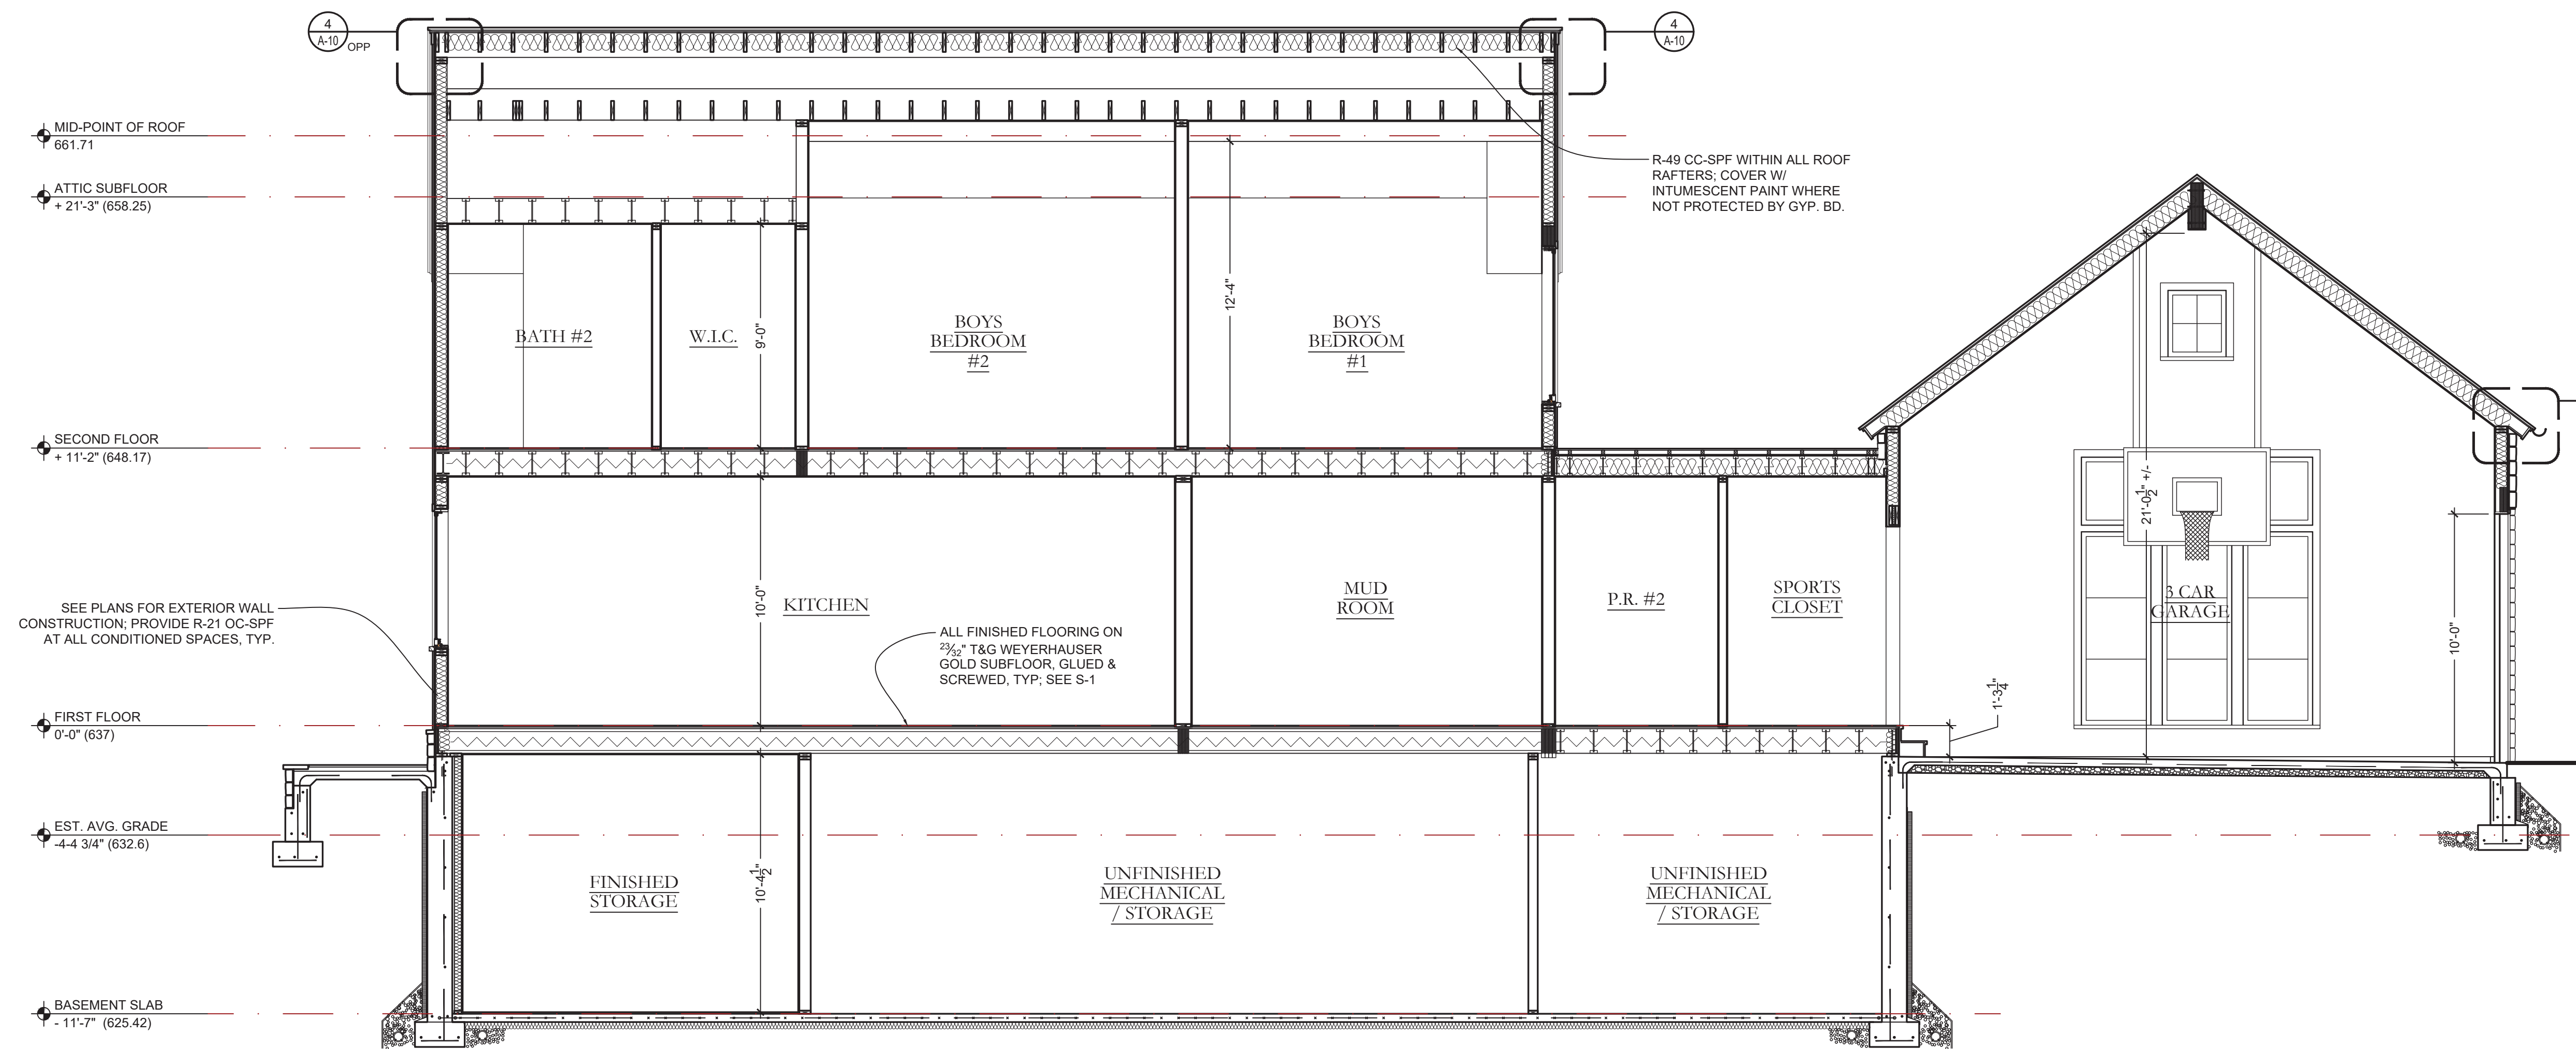 4
A-10
OPP
4
A-10
MID-POINT OF ROOF
661.71
ATTIC SUBFLOOR
+ 21'-3" (658.25)
R-49 CC-SPF WITHIN ALL ROOF
RAFTERS; COVER W/
INTUMESCENT PAINT WHERE
NOT PROTECTED BY GYP. BD.
BATH #2
W.I.C.
9'-0"
BOYS
BEDROOM
#2
12'-4"
BOYS
BEDROOM
#1
SECOND FLOOR
+ 11'-2" (648.17)
21'-0 1/2" +/-
SEE PLANS FOR EXTERIOR WALL
CONSTRUCTION; PROVIDE R-21 OC-SPF
AT ALL CONDITIONED SPACES, TYP.
KITCHEN
10'-0"
ALL FINISHED FLOORING ON
23⁄32" T&G WEYERHAUSER
GOLD SUBFLOOR, GLUED &
SCREWED, TYP; SEE S-1
MUD
ROOM
P.R. #2
SPORTS
CLOSET
3 CAR
GARAGE
10'-0"
1'-3 1/4"
FIRST FLOOR
0'-0" (637)
EST. AVG. GRADE
-4-4 3/4" (632.6)
FINISHED
STORAGE
10'-4 1/2"
UNFINISHED
MECHANICAL
/ STORAGE
UNFINISHED
MECHANICAL
/ STORAGE
BASEMENT SLAB
- 11'-7" (625.42)